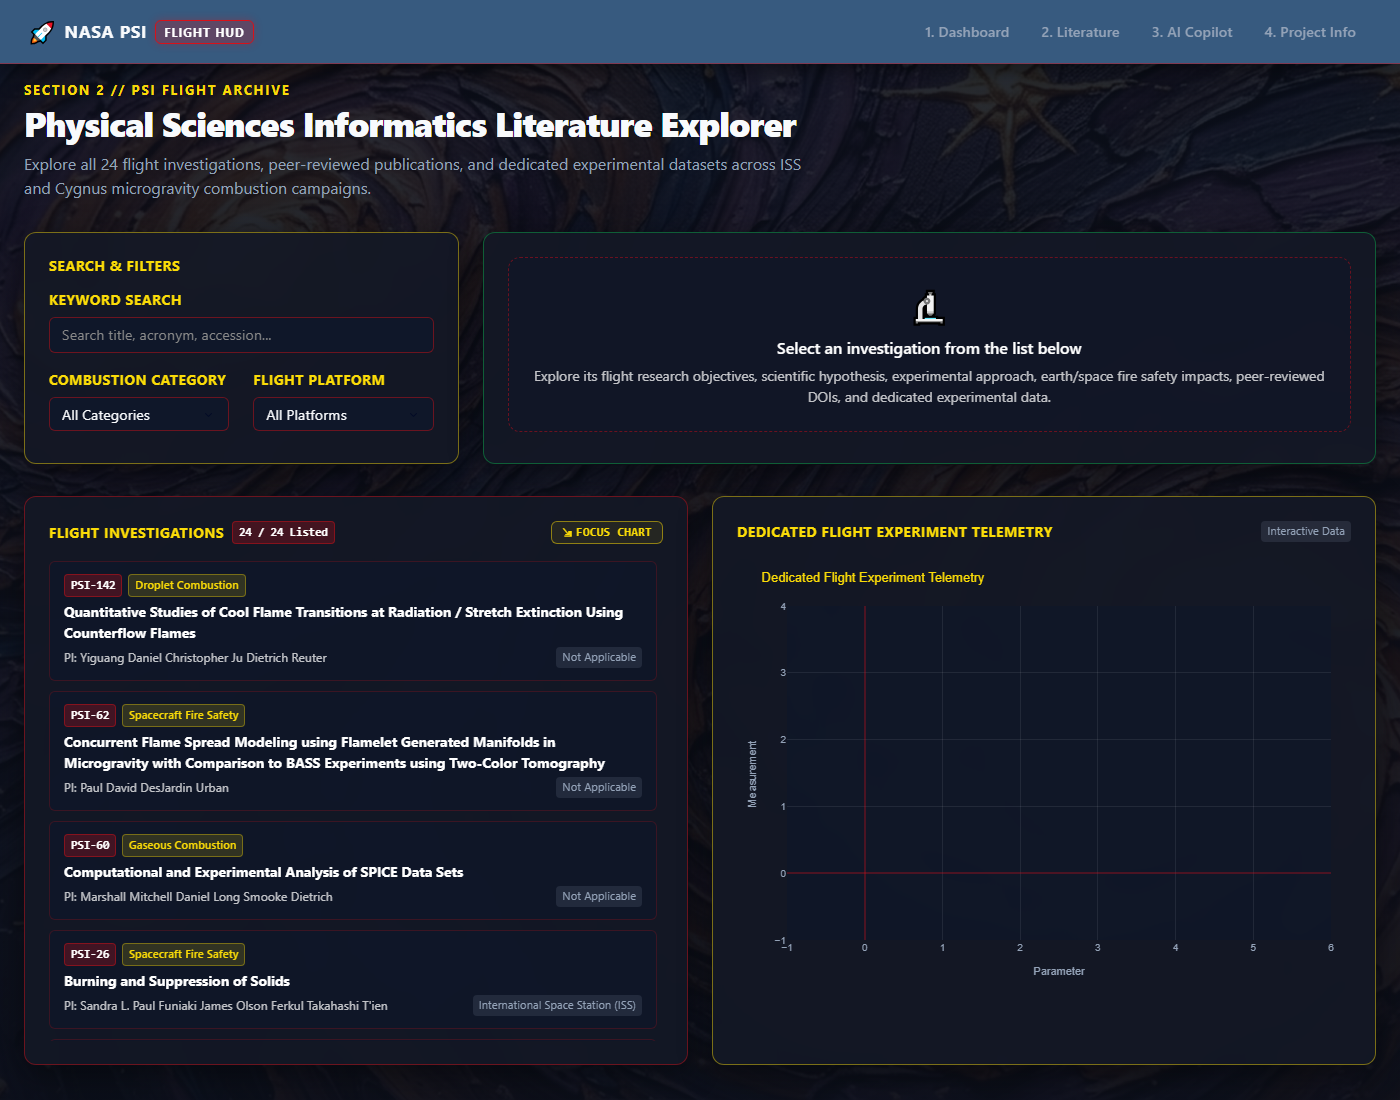 NASA PSI FLIGHT HUD
1. Dashboard 2. Literature 3. AI Copilot 4. Project Info
SECTION 2 // PSI FLIGHT ARCHIVE
Physical Sciences Informatics Literature Explorer
Explore all 24 flight investigations, peer-reviewed publications, and dedicated experimental datasets across ISS
and Cygnus microgravity combustion campaigns.
SEARCH & FILTERS
KEYWORD SEARCH
Search title, acronym, accession...
COMBUSTION CATEGORY FLIGHT PLATFORM
All Categories All Platforms
Select an investigation from the list below
Explore its flight research objectives, scientific hypothesis, experimental approach, earth/space fire safety impacts, peer-reviewed
DOIs, and dedicated experimental data.
FLIGHT INVESTIGATIONS 24 / 24 Listed ↘ FOCUS CHART
PSI-142 Droplet Combustion
Quantitative Studies of Cool Flame Transitions at Radiation / Stretch Extinction Using
Counterflow Flames
PI: Yiguang Daniel Christopher Ju Dietrich Reuter Not Applicable
PSI-62 Spacecraft Fire Safety
Concurrent Flame Spread Modeling using Flamelet Generated Manifolds in
Microgravity with Comparison to BASS Experiments using Two-Color Tomography
PI: Paul David DesJardin Urban Not Applicable
PSI-60 Gaseous Combustion
Computational and Experimental Analysis of SPICE Data Sets
PI: Marshall Mitchell Daniel Long Smooke Dietrich Not Applicable
PSI-26 Spacecraft Fire Safety
Burning and Suppression of Solids
PI: Sandra L. Paul Funiaki James Olson Ferkul Takahashi T'ien International Space Station (ISS)
DEDICATED FLIGHT EXPERIMENT TELEMETRY Interactive Data
Dedicated Flight Experiment Telemetry
4
3
2
1
0
−1
Measurement
−1 0 1 2 3 4 5 6
Parameter